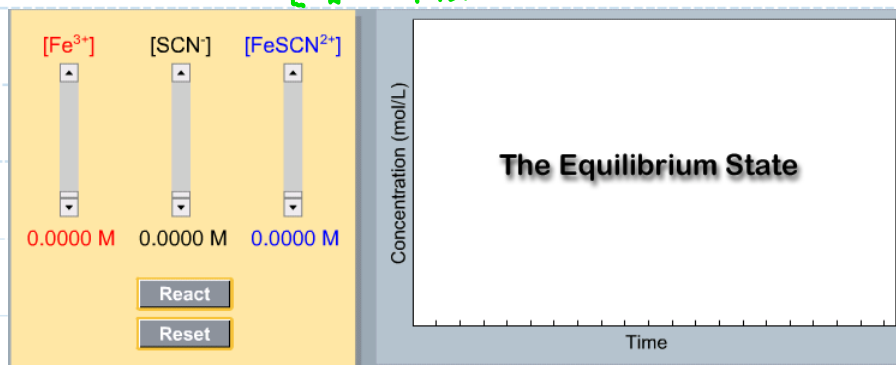 [Fe³⁺] [SCN⁻] [FeSCN²⁺]
0.0000 M 0.0000 M 0.0000 M
React
Reset
Concentration (mol/L)
The Equilibrium State
Time